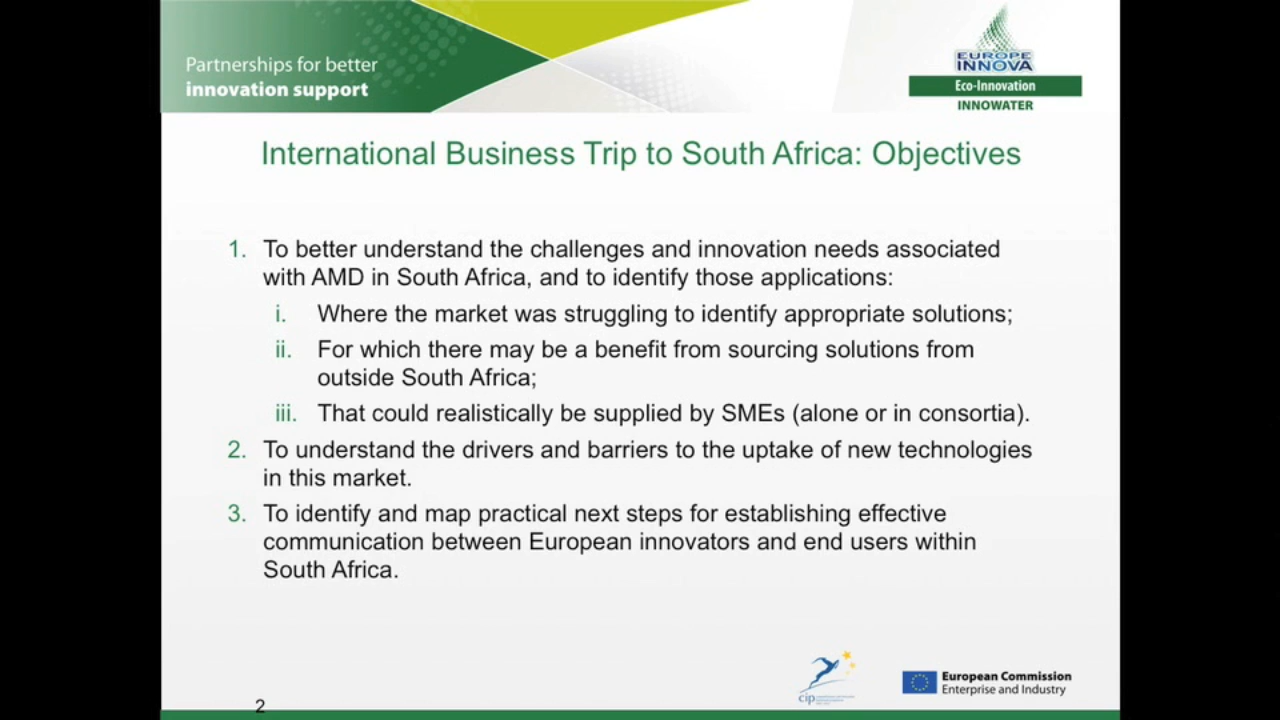 Partnerships for better
innovation support
EUROPE
INNOVA
Eco-Innovation
INNOWATER
International Business Trip to South Africa: Objectives
1. To better understand the challenges and innovation needs associated
with AMD in South Africa, and to identify those applications:
i. Where the market was struggling to identify appropriate solutions;
ii. For which there may be a benefit from sourcing solutions from
outside South Africa;
iii. That could realistically be supplied by SMEs (alone or in consortia).
2. To understand the drivers and barriers to the uptake of new technologies
in this market.
3. To identify and map practical next steps for establishing effective
communication between European innovators and end users within
South Africa.
cip
European Commission
Enterprise and Industry
2